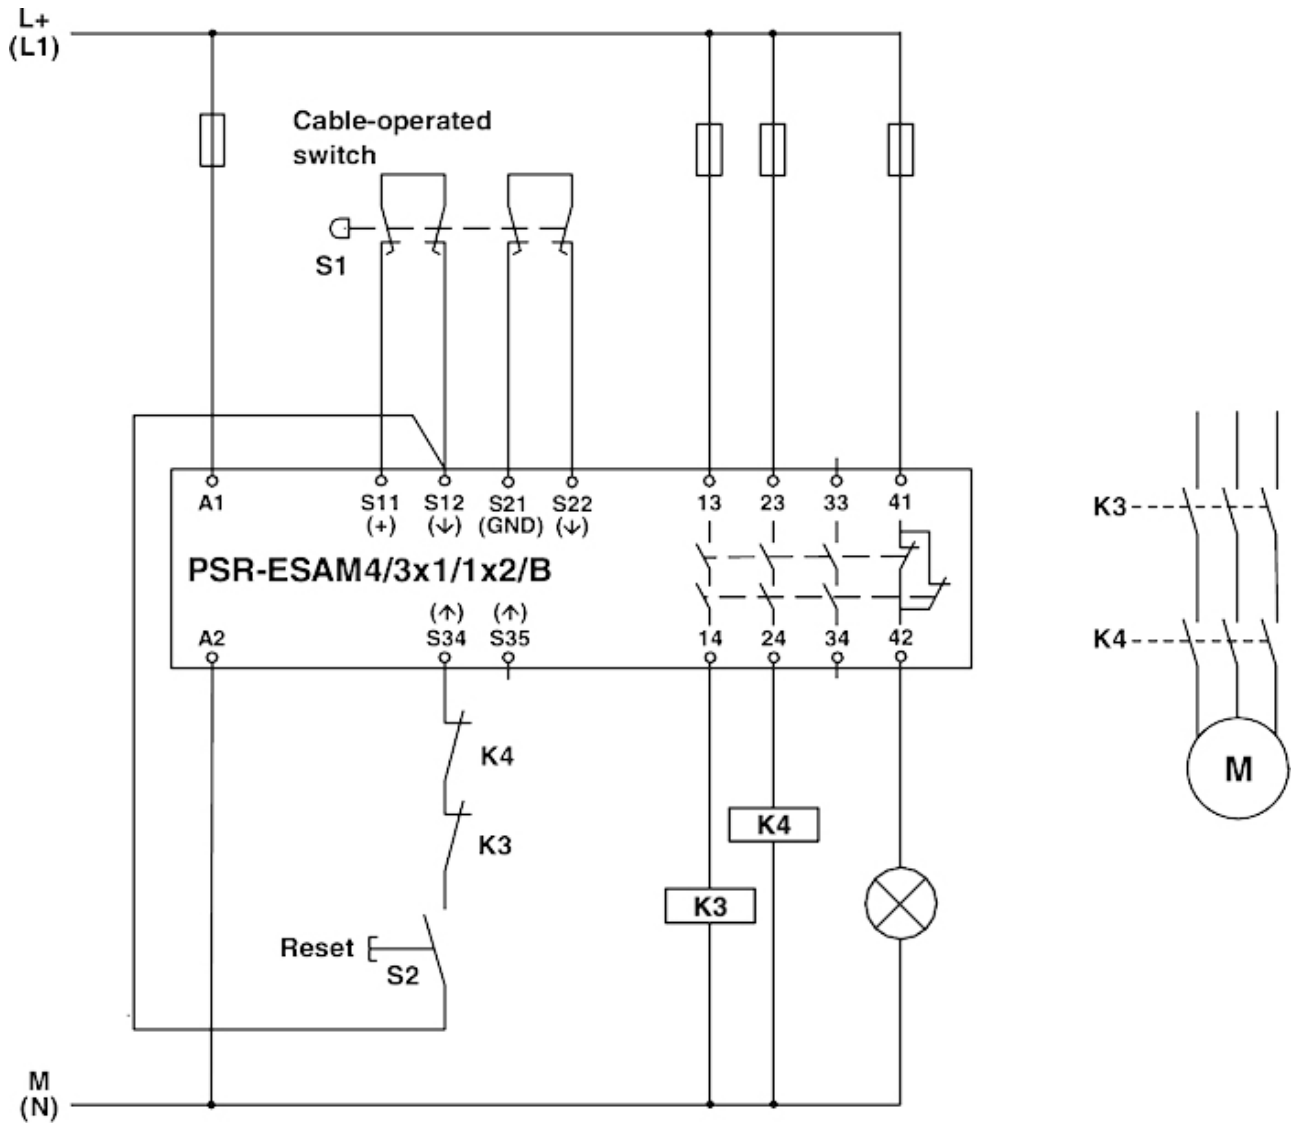 L+
(L1)
Cable-operated
switch
S1
A1
S11 S12 S21 S22
(+) (↓) (GND) (↓)
13 23 33 41
PSR-ESAM4/3x1/1x2/B
(↑) (↑)
A2
S34 S35
14 24 34 42
K3
K4
M
K4
K3
K4
K3
Reset
S2
M
(N)